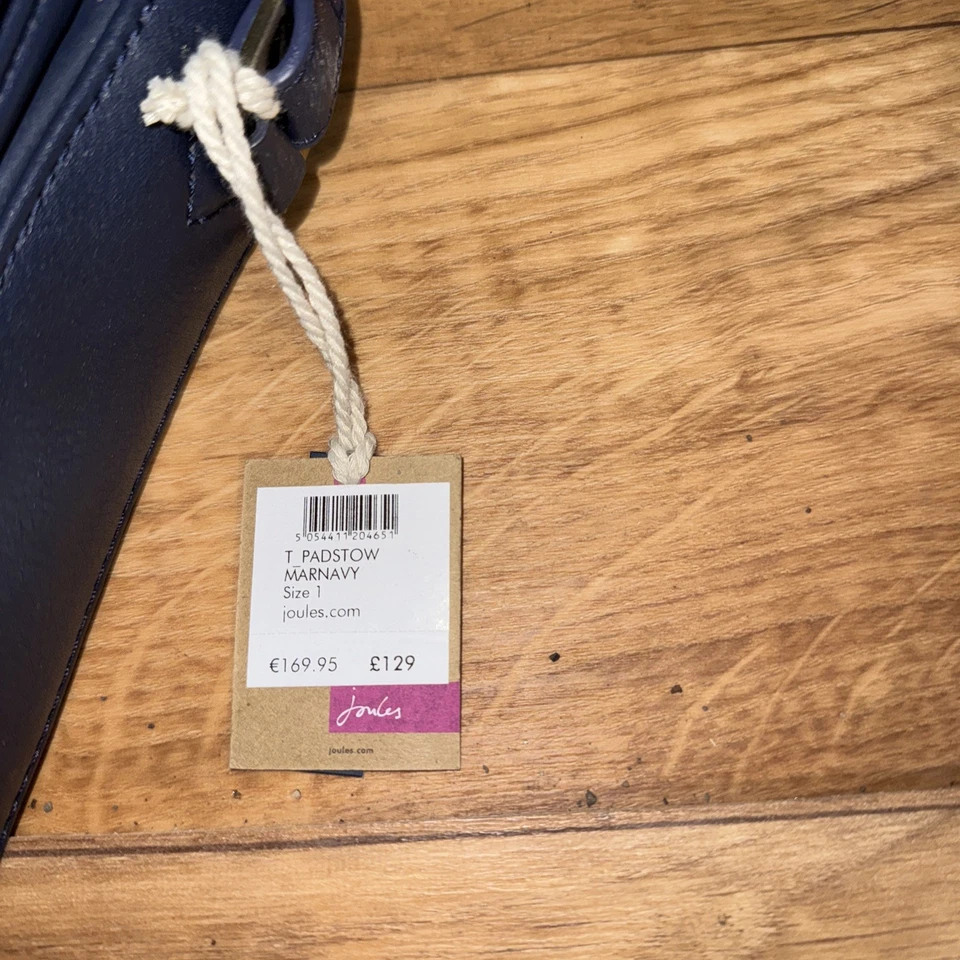 5 054411 204651
T_PADSTOW
MARNAVY
Size 1
joules.com
€169.95 £129
joules
joules.com